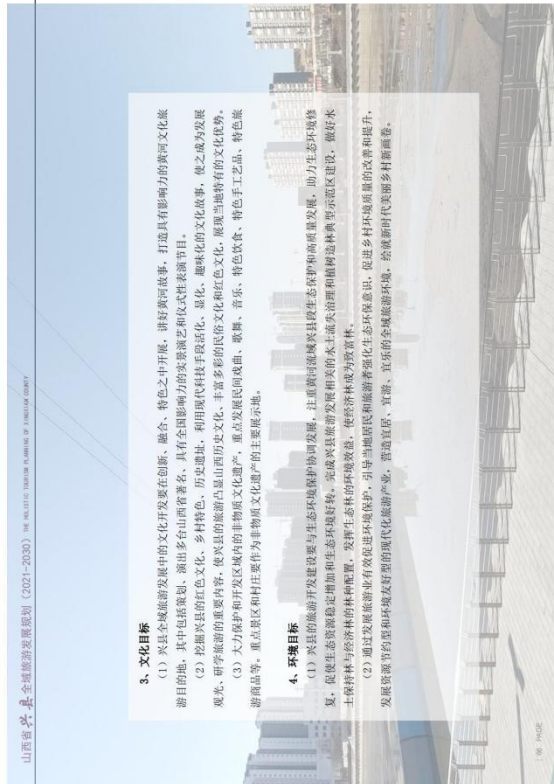 山西省兴县全域旅游发展规划（2021-2030） THE HOLISTIC TOURISM PLANNING OF XINGXIAN COUNTY
3、文化目标
（1）兴县全域旅游发展中的文化开发要在创新、融合、特色之中开展，讲好黄河故事，打造具有影响力的黄河文化旅
游目的地，其中包括策划、演出多台山西省著名、具有全国影响力的实景演艺和仪式性表演节目。
（2）挖掘兴县的红色文化、乡村特色、历史遗址，利用现代科技手段活化、显化、趣味化的文化故事，使之成为发展
观光、研学旅游的重要内容，使兴县的旅游凸显山西历史文化、丰富多彩的民俗文化和红色文化，展现当地特有的文化优势。
（3）大力保护和开发区域内的非物质文化遗产，重点发展民间戏曲、歌舞、音乐、特色饮食、特色手工艺品、特色旅
游商品等。重点景区和村庄要作为非物质文化遗产的主要展示地。
4、环境目标
（1）兴县的旅游开发建设要与生态环境保护协调发展，注重黄河流域兴县段生态保护和高质量发展，助力生态环境修
复，促使生态资源稳定增加和生态环境好转。完成兴县旅游发展相关的水土流失治理和植树造林典型示范区建设，做好水
土保持林与经济林的林种配置，发挥生态林的环境效益，使经济林成为致富林。
（2）通过发展旅游业有效促进环境保护，引导当地居民和旅游者强化生态环保意识，促进乡村环境质量的改善和提升，
发展资源节约型和环境友好型的现代化旅游产业，营造宜居、宜游、宜乐的全域旅游环境，绘就新时代美丽乡村新画卷。
| 96 PAGE